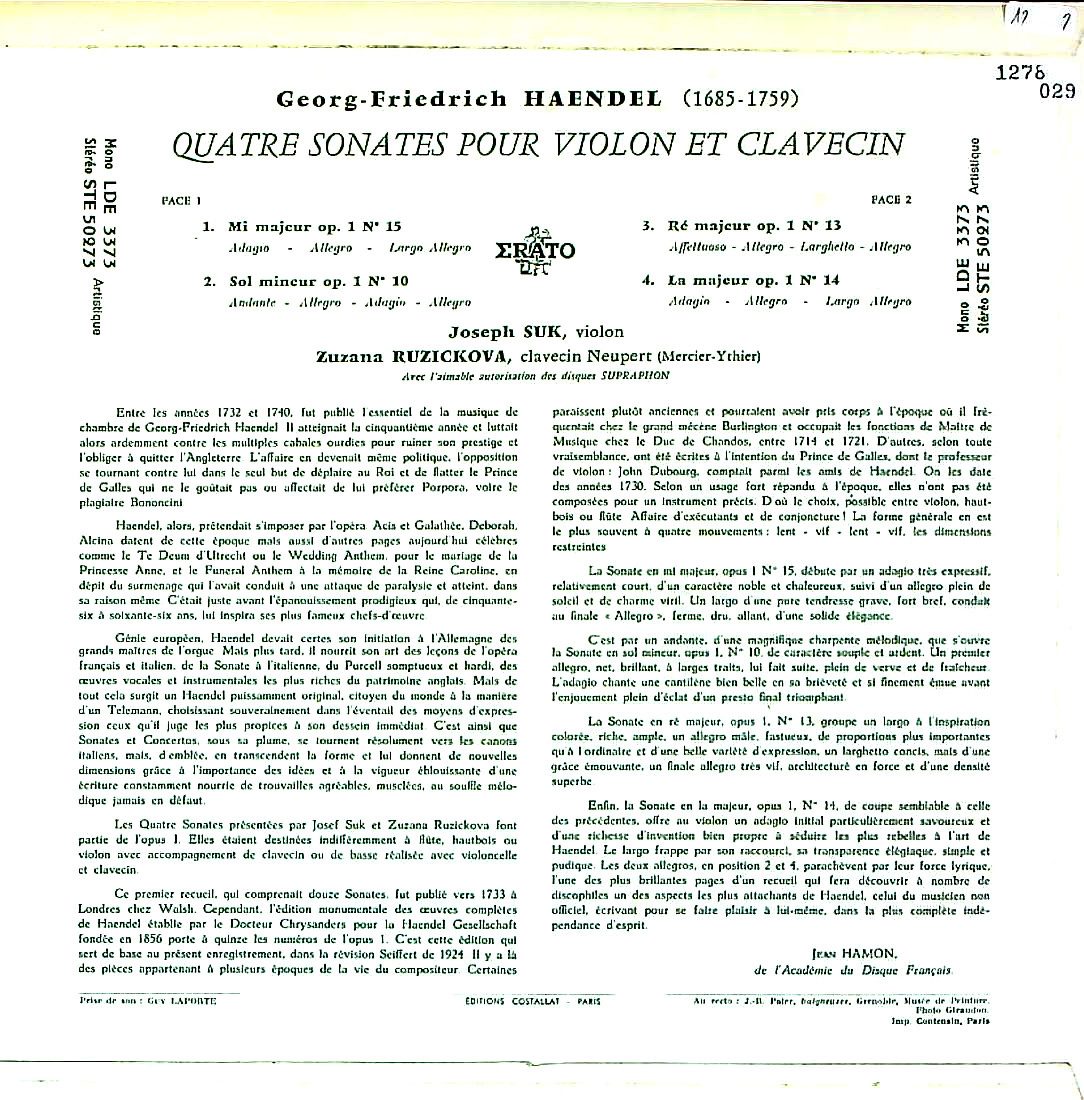 12 7
1278
029
Georg-Friedrich HAENDEL (1685-1759)
QUATRE SONATES POUR VIOLON ET CLAVECIN
Mono LDE 3373 Artistique
Stéréo STE 50273
FACE 1
1. Mi majeur op. 1 N° 15
Adagio - Allegro - Largo Allegro
2. Sol mineur op. 1 N° 10
Andante - Allegro - Adagio - Allegro
ERATO
FACE 2
3. Ré majeur op. 1 N° 13
Affettuoso - Allegro - Larghetto - Allegro
4. La majeur op. 1 N° 14
Adagio - Allegro - Largo Allegro
Mono LDE 3373 Artistique
Stéréo STE 50273
Joseph SUK, violon
Zuzana RUZICKOVA, clavecin Neupert (Mercier-Ythier)
Avec l'aimable autorisation des disques SUPRAPHON
Entre les années 1732 et 1740, fut publié l'essentiel de la musique de
chambre de Georg-Friedrich Haendel Il atteignait la cinquantième année et luttait
alors ardemment contre les multiples cabales ourdies pour ruiner son prestige et
l'obliger à quitter l'Angleterre. L'affaire en devenait même politique, l'opposition
se tournant contre lui dans le seul but de déplaire au Roi et de flatter le Prince
de Galles qui ne le goûtait pas ou affectait de lui préférer Porpora, voire le
plagiaire Bononcini
Haendel, alors, prétendait s'imposer par l'opéra Acis et Galathée, Deborah,
Alcina datent de cette époque mais aussi d'autres pages aujourd'hui célèbres
comme le Te Deum d'Utrecht ou le Wedding Anthem, pour le mariage de la
Princesse Anne, et le Funeral Anthem à la mémoire de la Reine Caroline, en
dépit du surmenage qui l'avait conduit à une attaque de paralysie et atteint, dans
sa raison même C'était juste avant l'épanouissement prodigieux qui, de cinquante-
six à soixante-six ans, lui inspira ses plus fameux chefs-d'œuvre
Génie européen, Haendel devait certes son initiation à l'Allemagne des
grands maîtres de l'orgue Mais plus tard, il nourrit son art des leçons de l'opéra
français et italien, de la Sonate à l'italienne, du Purcell somptueux et hardi, des
œuvres vocales et instrumentales les plus riches du patrimoine anglais. Mais de
tout cela surgit un Haendel puissamment original, citoyen du monde à la manière
d'un Telemann, choisissant souverainement dans l'éventail des moyens d'expres-
sion ceux qu'il juge les plus propices à son dessein immédiat C'est ainsi que
Sonates et Concertos, sous sa plume, se tournent résolument vers les canons
italiens, mais, d'emblée, en transcendent la forme et lui donnent de nouvelles
dimensions grâce à l'importance des idées et à la vigueur éblouissante d'une
écriture constamment nourrie de trouvailles agréables, musclées, au souffle mélo-
dique jamais en défaut.
Les Quatre Sonates présentées par Josef Suk et Zuzana Ruzickova font
partie de l'opus 1. Elles étaient destinées indifféremment à flûte, hautbois ou
violon avec accompagnement de clavecin ou de basse réalisée avec violoncelle
et clavecin.
Ce premier recueil, qui comprenait douze Sonates, fut publié vers 1733 à
Londres chez Walsh. Cependant, l'édition monumentale des œuvres complètes
de Haendel établie par le Docteur Chrysanders pour la Haendel Gesellschaft
fondée en 1856 porte à quinze les numéros de l'opus 1. C'est cette édition qui
sert de base au présent enregistrement, dans la révision Seiffert de 1924 Il y a là
des pièces appartenant à plusieurs époques de la vie du compositeur. Certaines
paraissent plutôt anciennes et pourraient avoir pris corps à l'époque où il fré-
quentait chez le grand mécène Burlington et occupait les fonctions de Maître de
Musique chez le Duc de Chandos, entre 1714 et 1721. D'autres, selon toute
vraisemblance, ont été écrites à l'intention du Prince de Galles, dont le professeur
de violon : John Dubourg, comptait parmi les amis de Haendel. On les date
des années 1730. Selon un usage fort répandu à l'époque, elles n'ont pas été
composées pour un instrument précis. D'où le choix, possible entre violon, haut-
bois ou flûte Affaire d'exécutants et de conjoncture ! La forme générale en est
le plus souvent à quatre mouvements : lent - vif - lent - vif, les dimensions
restreintes
La Sonate en mi majeur, opus 1 N° 15, débute par un adagio très expressif,
relativement court, d'un caractère noble et chaleureux, suivi d'un allegro plein de
soleil et de charme viril. Un largo d'une pure tendresse grave, fort bref, conduit
au finale « Allegro », ferme, dru, allant, d'une solide élégance.
C'est par un andante, d'une magnifique charpente mélodique, que s'ouvre
la Sonate en sol mineur, opus 1, N° 10, de caractère souple et ardent. Un premier
allegro, net, brillant, à larges traits, lui fait suite, plein de verve et de fraîcheur.
L'adagio chante une cantilène bien belle en sa brièveté et si finement émue avant
l'enjouement plein d'éclat d'un presto final triomphant.
La Sonate en ré majeur, opus 1, N° 13, groupe un largo à l'inspiration
colorée, riche, ample, un allegro mâle, fastueux, de proportions plus importantes
qu'à l'ordinaire et d'une belle variété d'expression, un larghetto concis, mais d'une
grâce émouvante, un finale allegro très vif, architecturé en force et d'une densité
superbe
Enfin, la Sonate en la majeur, opus 1, N° 14, de coupe semblable à celle
des précédentes, offre au violon un adagio initial particulièrement savoureux et
d'une richesse d'invention bien propre à séduire les plus rebelles à l'art de
Haendel. Le largo frappe par son raccourci, sa transparence élégiaque, simple et
pudique. Les deux allegros, en position 2 et 4, parachèvent par leur force lyrique,
l'une des plus brillantes pages d'un recueil qui fera découvrir à nombre de
discophiles un des aspects les plus attachants de Haendel, celui du musicien non
officiel, écrivant pour se faire plaisir à lui-même, dans la plus complète indé-
pendance d'esprit.
JEAN HAMON,
de l'Académie du Disque Français.
Prise de son : GUY LAPORTE
ÉDITIONS COSTALLAT - PARIS
Au recto : J.-B. Pater, Baigneuses, Grenoble, Musée de Peinture.
Photo Giraudon.
Imp. Contensin, Paris